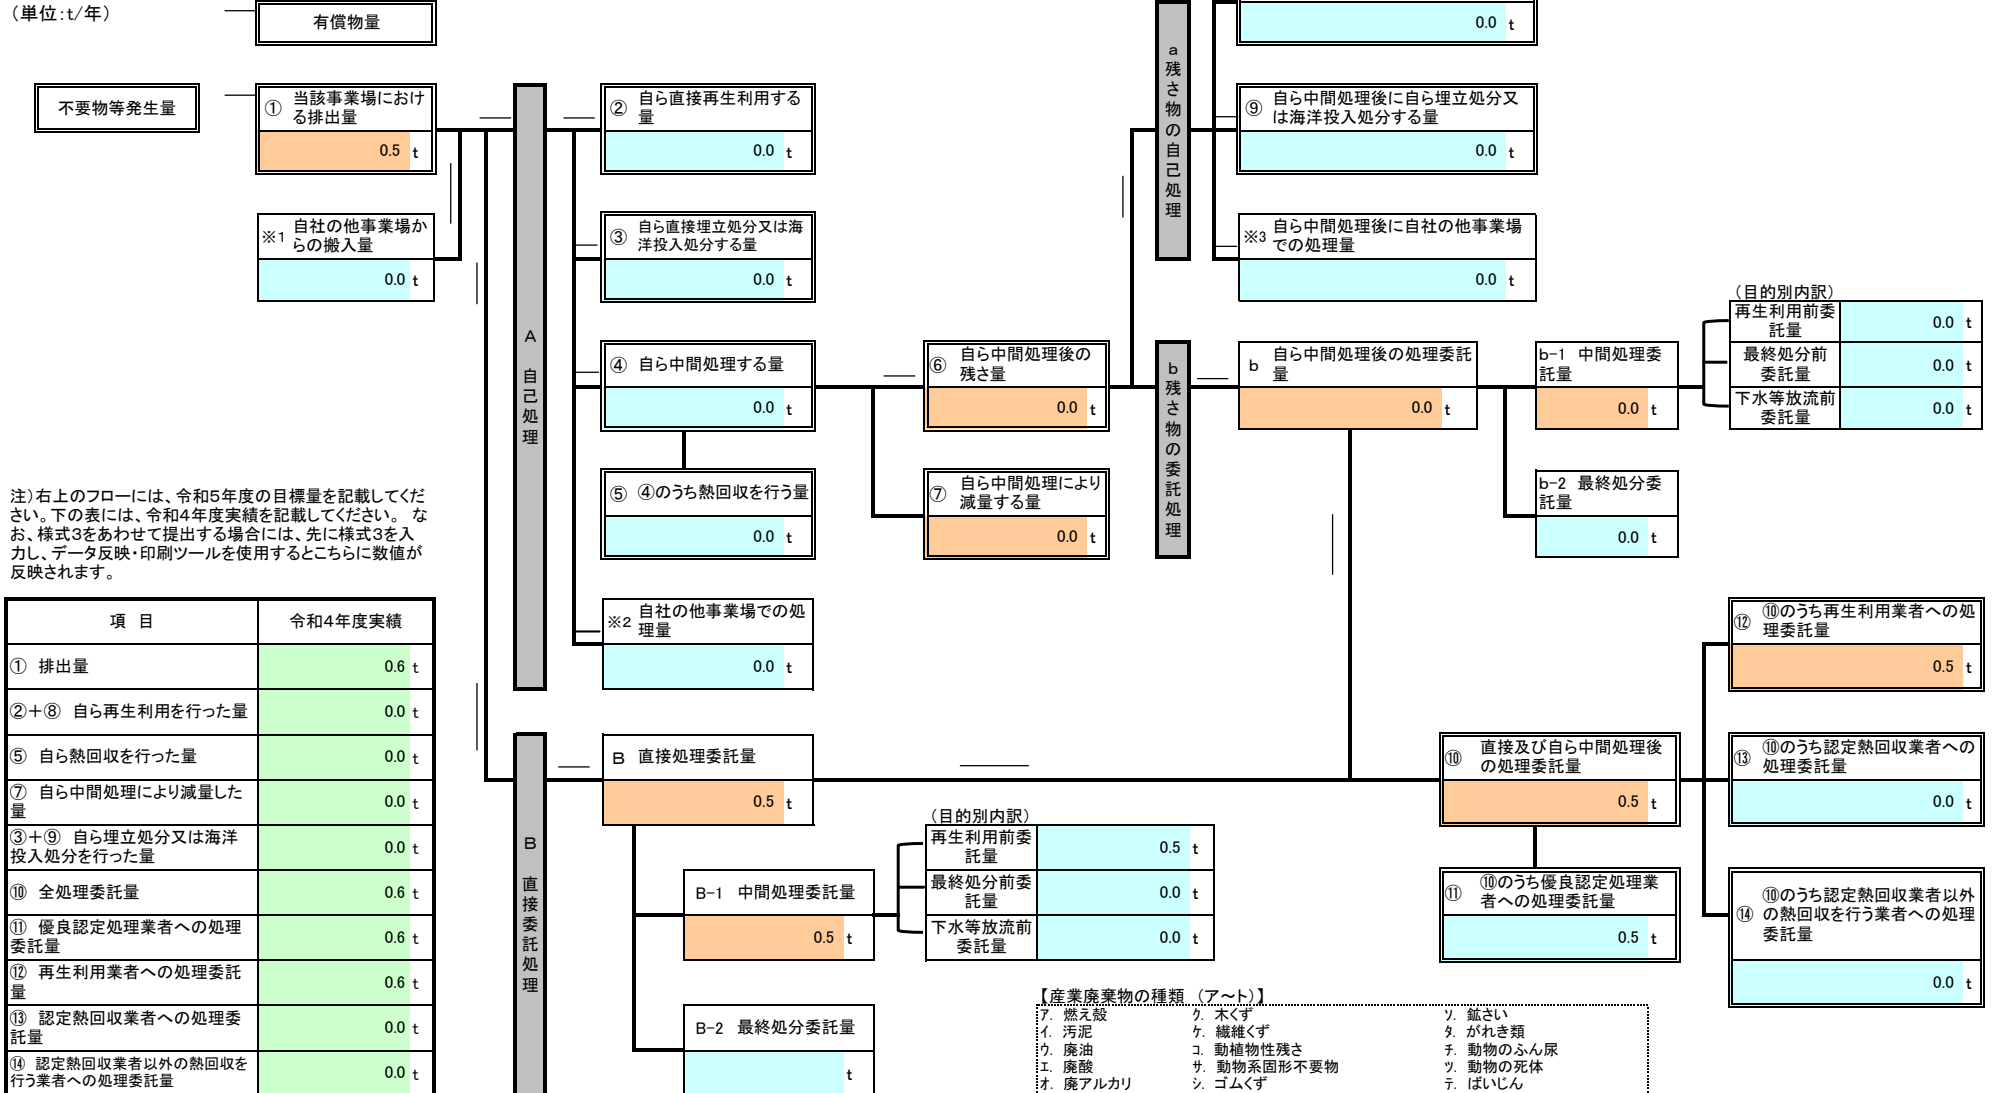 （単位：t/年）
有償物量
0.0 t
不要物等発生量
① 当該事業場におけ
る排出量
0.5 t
※1 自社の他事業場か
らの搬入量
0.0 t
A 自己処理
② 自ら直接再生利用する
量
0.0 t
③ 自ら直接埋立処分又は海
洋投入処分する量
0.0 t
④ 自ら中間処理する量
0.0 t
⑤ ④のうち熱回収を行う量
0.0 t
※2 自社の他事業場での処
理量
0.0 t
⑥ 自ら中間処理後の
残さ量
0.0 t
⑦ 自ら中間処理により
減量する量
0.0 t
a残さ物の自己処理
⑨ 自ら中間処理後に自ら埋立処分又
は海洋投入処分する量
0.0 t
※3 自ら中間処理後に自社の他事業場
での処理量
0.0 t
b残さ物の委託処理
b 自ら中間処理後の処理委託
量
0.0 t
b-1 中間処理委
託量
0.0 t
（目的別内訳）
再生利用前委
託量
0.0 t
最終処分前
委託量
0.0 t
下水等放流前
委託量
0.0 t
b-2 最終処分委
託量
0.0 t
注）右上のフローには、令和5年度の目標量を記載してくだ
さい。下の表には、令和4年度実績を記載してください。 な
お、様式3をあわせて提出する場合には、先に様式3を入
力し、データ反映・印刷ツールを使用するとこちらに数値が
反映されます。
項 目 令和4年度実績
① 排出量 0.6 t
②＋⑧ 自ら再生利用を行った量 0.0 t
⑤ 自ら熱回収を行った量 0.0 t
⑦ 自ら中間処理により減量した
量 0.0 t
③＋⑨ 自ら埋立処分又は海洋
投入処分を行った量 0.0 t
⑩ 全処理委託量 0.6 t
⑪ 優良認定処理業者への処理
委託量 0.6 t
⑫ 再生利用業者への処理委託
量 0.6 t
⑬ 認定熱回収業者への処理委
託量 0.0 t
⑭ 認定熱回収業者以外の熱回収を
行う業者への処理委託量 0.0 t
B 直接委託処理
B 直接処理委託量
0.5 t
B-1 中間処理委託量
0.5 t
（目的別内訳）
再生利用前委
託量
0.5 t
最終処分前委
託量
0.0 t
下水等放流前
委託量
0.0 t
B-2 最終処分委託量
t
⑩ 直接及び自ら中間処理後
の処理委託量
0.5 t
⑪ ⑩のうち優良認定処理業
者への処理委託量
0.5 t
⑫ ⑩のうち再生利用業者への処
理委託量
0.5 t
⑬ ⑩のうち認定熱回収業者への
処理委託量
0.0 t
⑭ ⑩のうち認定熱回収業者以外
の熱回収を行う業者への処理
委託量
0.0 t
【産業廃棄物の種類 （ア～ト）】
ア. 燃え殻 ク. 木くず ソ. 鉱さい
イ. 汚泥 ケ. 繊維くず タ. がれき類
ウ. 廃油 コ. 動植物性残さ チ. 動物のふん尿
エ. 廃酸 サ. 動物系固形不要物 ツ. 動物の死体
オ. 廃アルカリ シ. ゴムくず テ. ばいじん